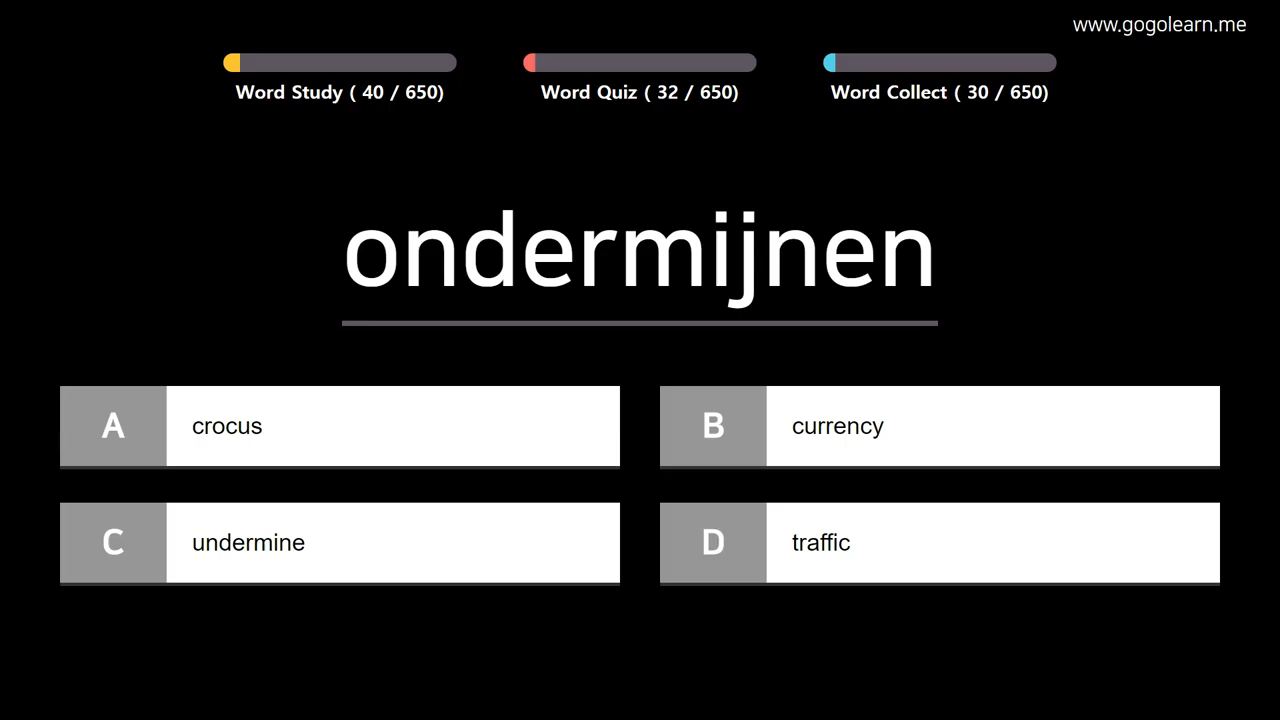 www.gogolearn.me
Word Study ( 40 / 650)
Word Quiz ( 32 / 650)
Word Collect ( 30 / 650)
ondermijnen
A crocus
B currency
C undermine
D traffic